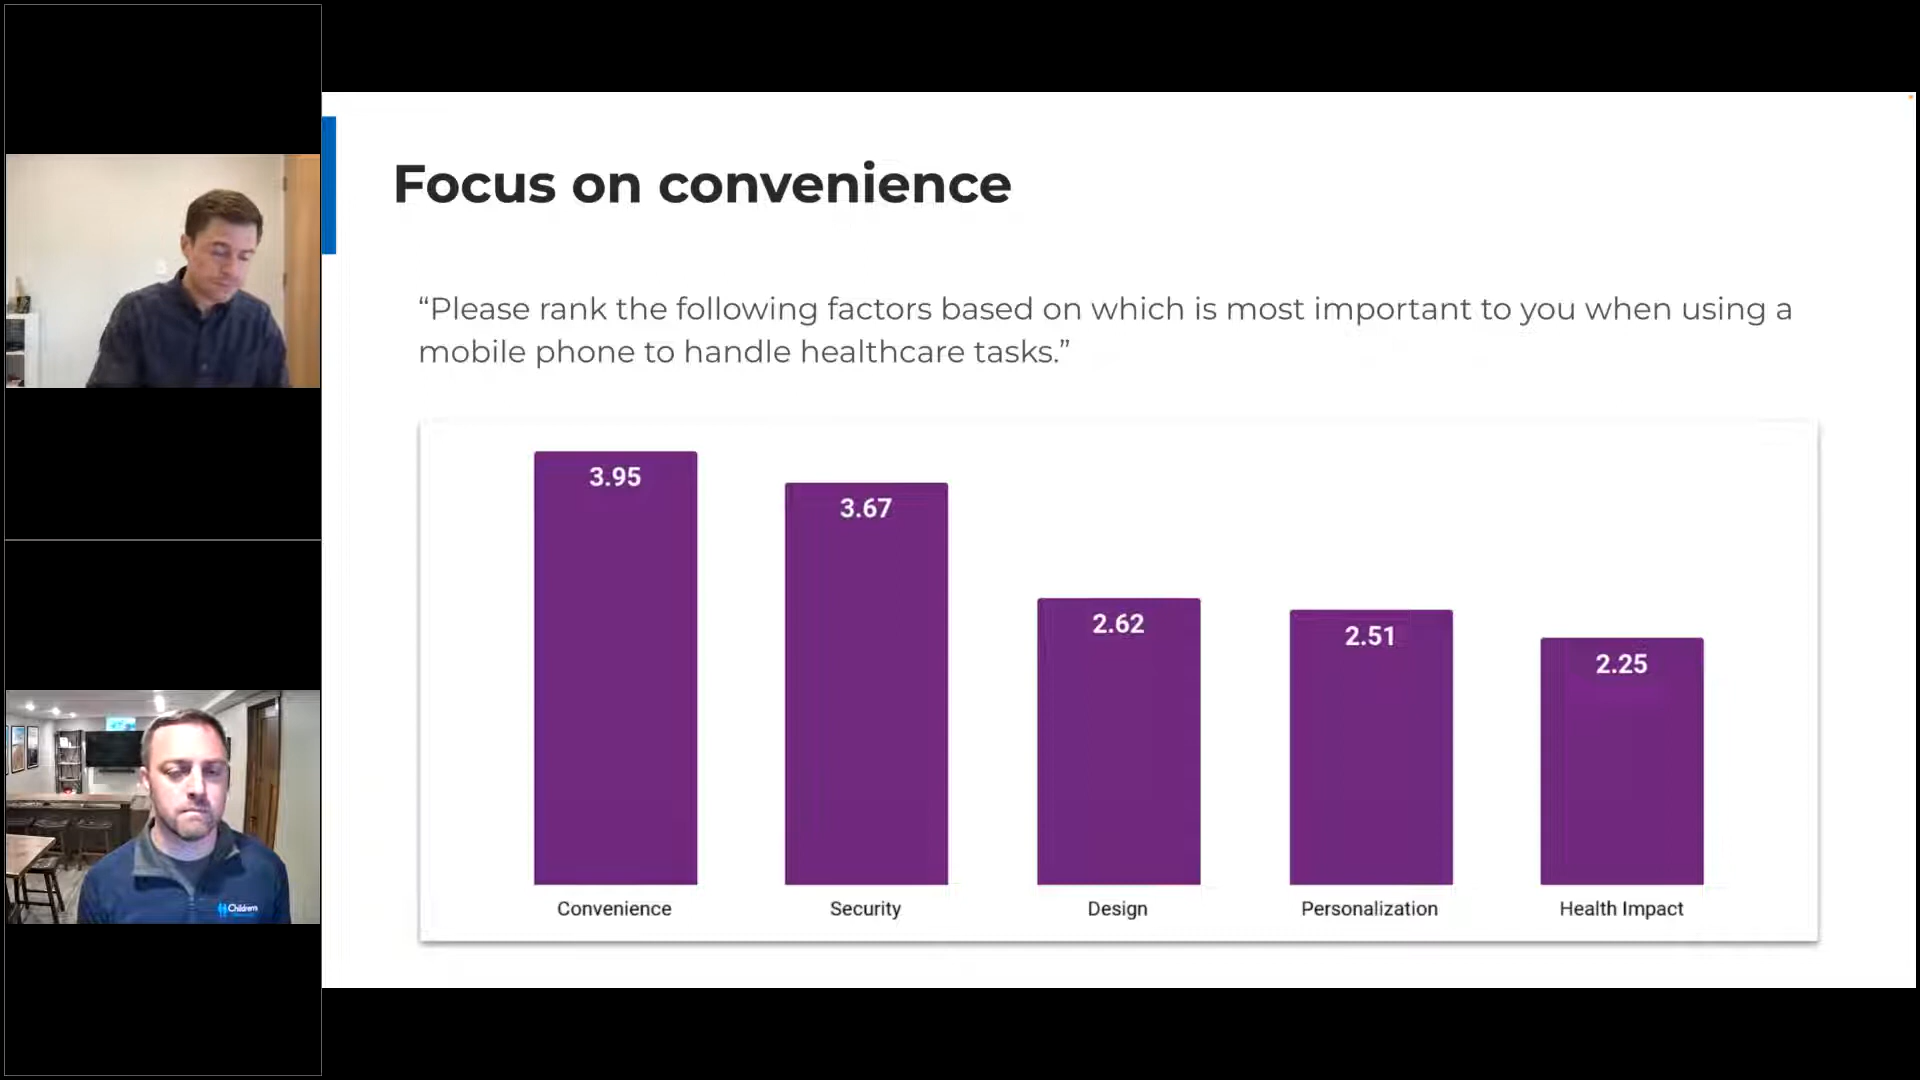 Focus on convenience
“Please rank the following factors based on which is most important to you when using a
mobile phone to handle healthcare tasks.”
3.95
3.67
2.62
2.51
2.25
Convenience
Security
Design
Personalization
Health Impact
Children's